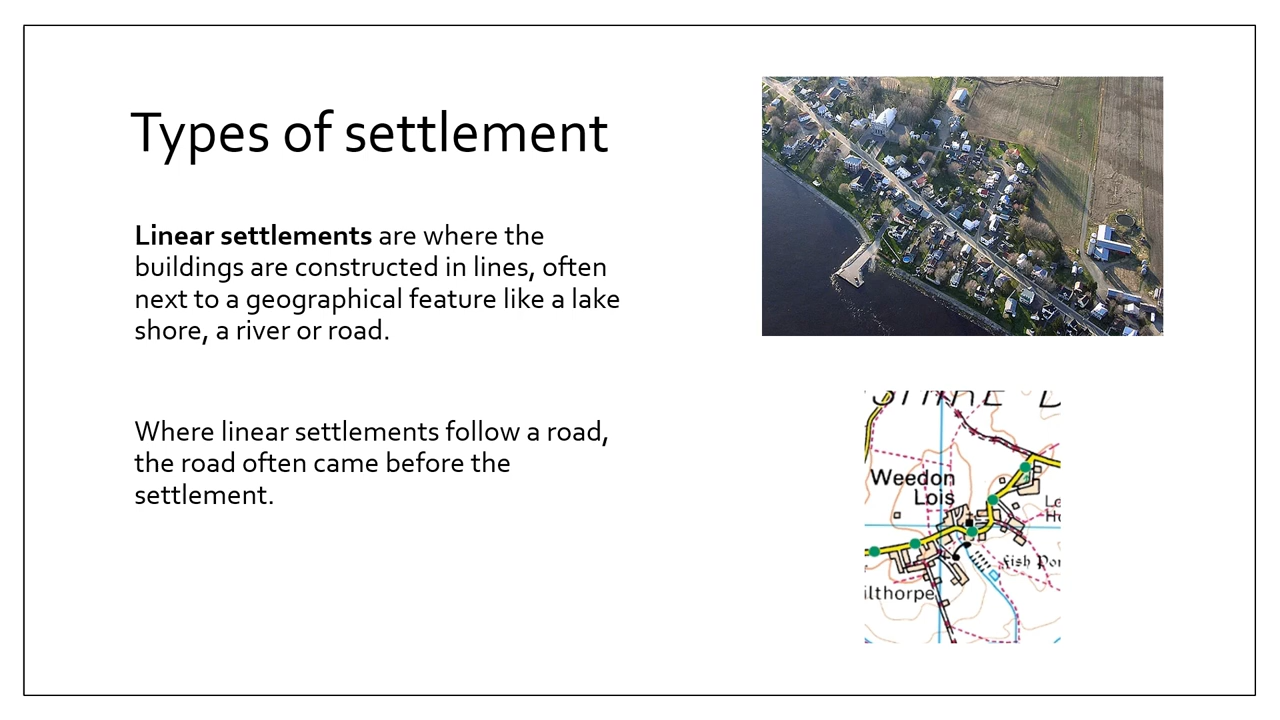 Types of settlement
Linear settlements are where the
buildings are constructed in lines, often
next to a geographical feature like a lake
shore, a river or road.
Where linear settlements follow a road,
the road often came before the
settlement.
Weedon
Lois
fish
ilthorpe